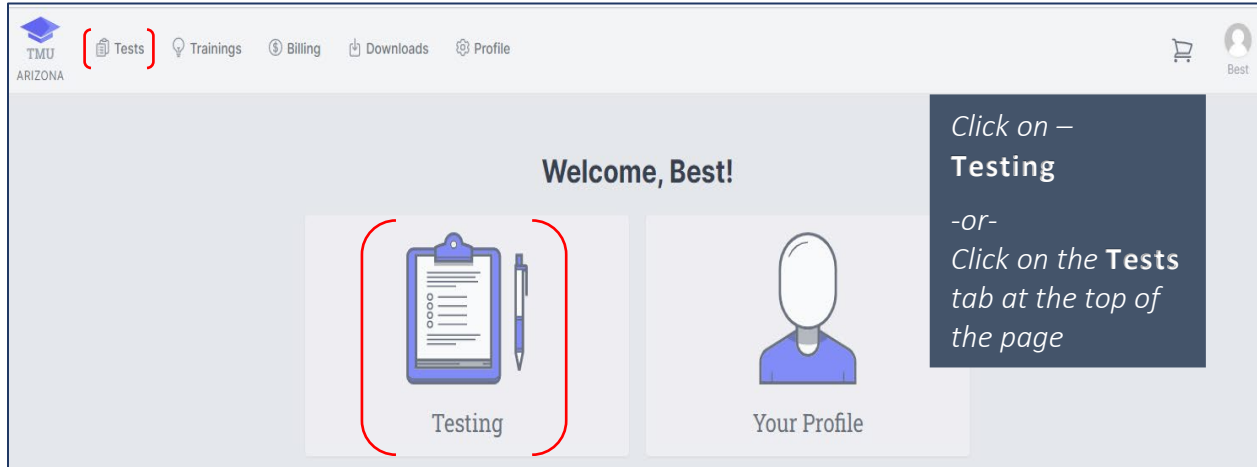 TMU
ARIZONA
Tests
Trainings
Billing
Downloads
Profile
Best
Welcome, Best!
Testing
Your Profile
Click on –
Testing
-or-
Click on the Tests
tab at the top of
the page